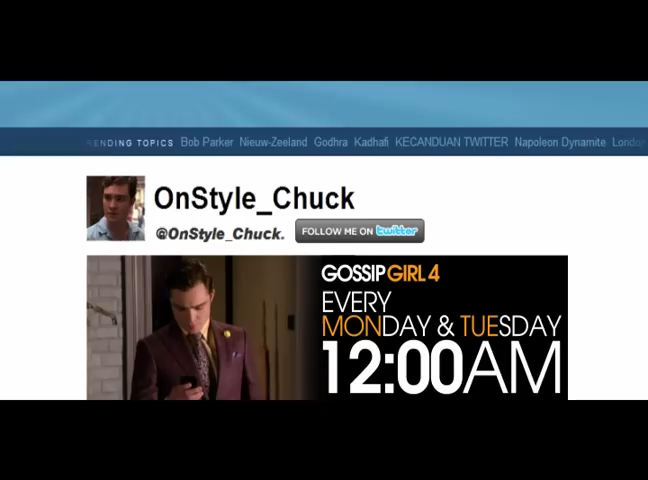 ENDING TOPICS Bob Parker Nieuw-Zeeland Godhra Kadhafi KECANDUAN TWITTER Napoleon Dynamite London
OnStyle_Chuck
@OnStyle_Chuck. FOLLOW ME ON twitter
GOSSIP GIRL 4
EVERY
MONDAY & TUESDAY
12:00AM